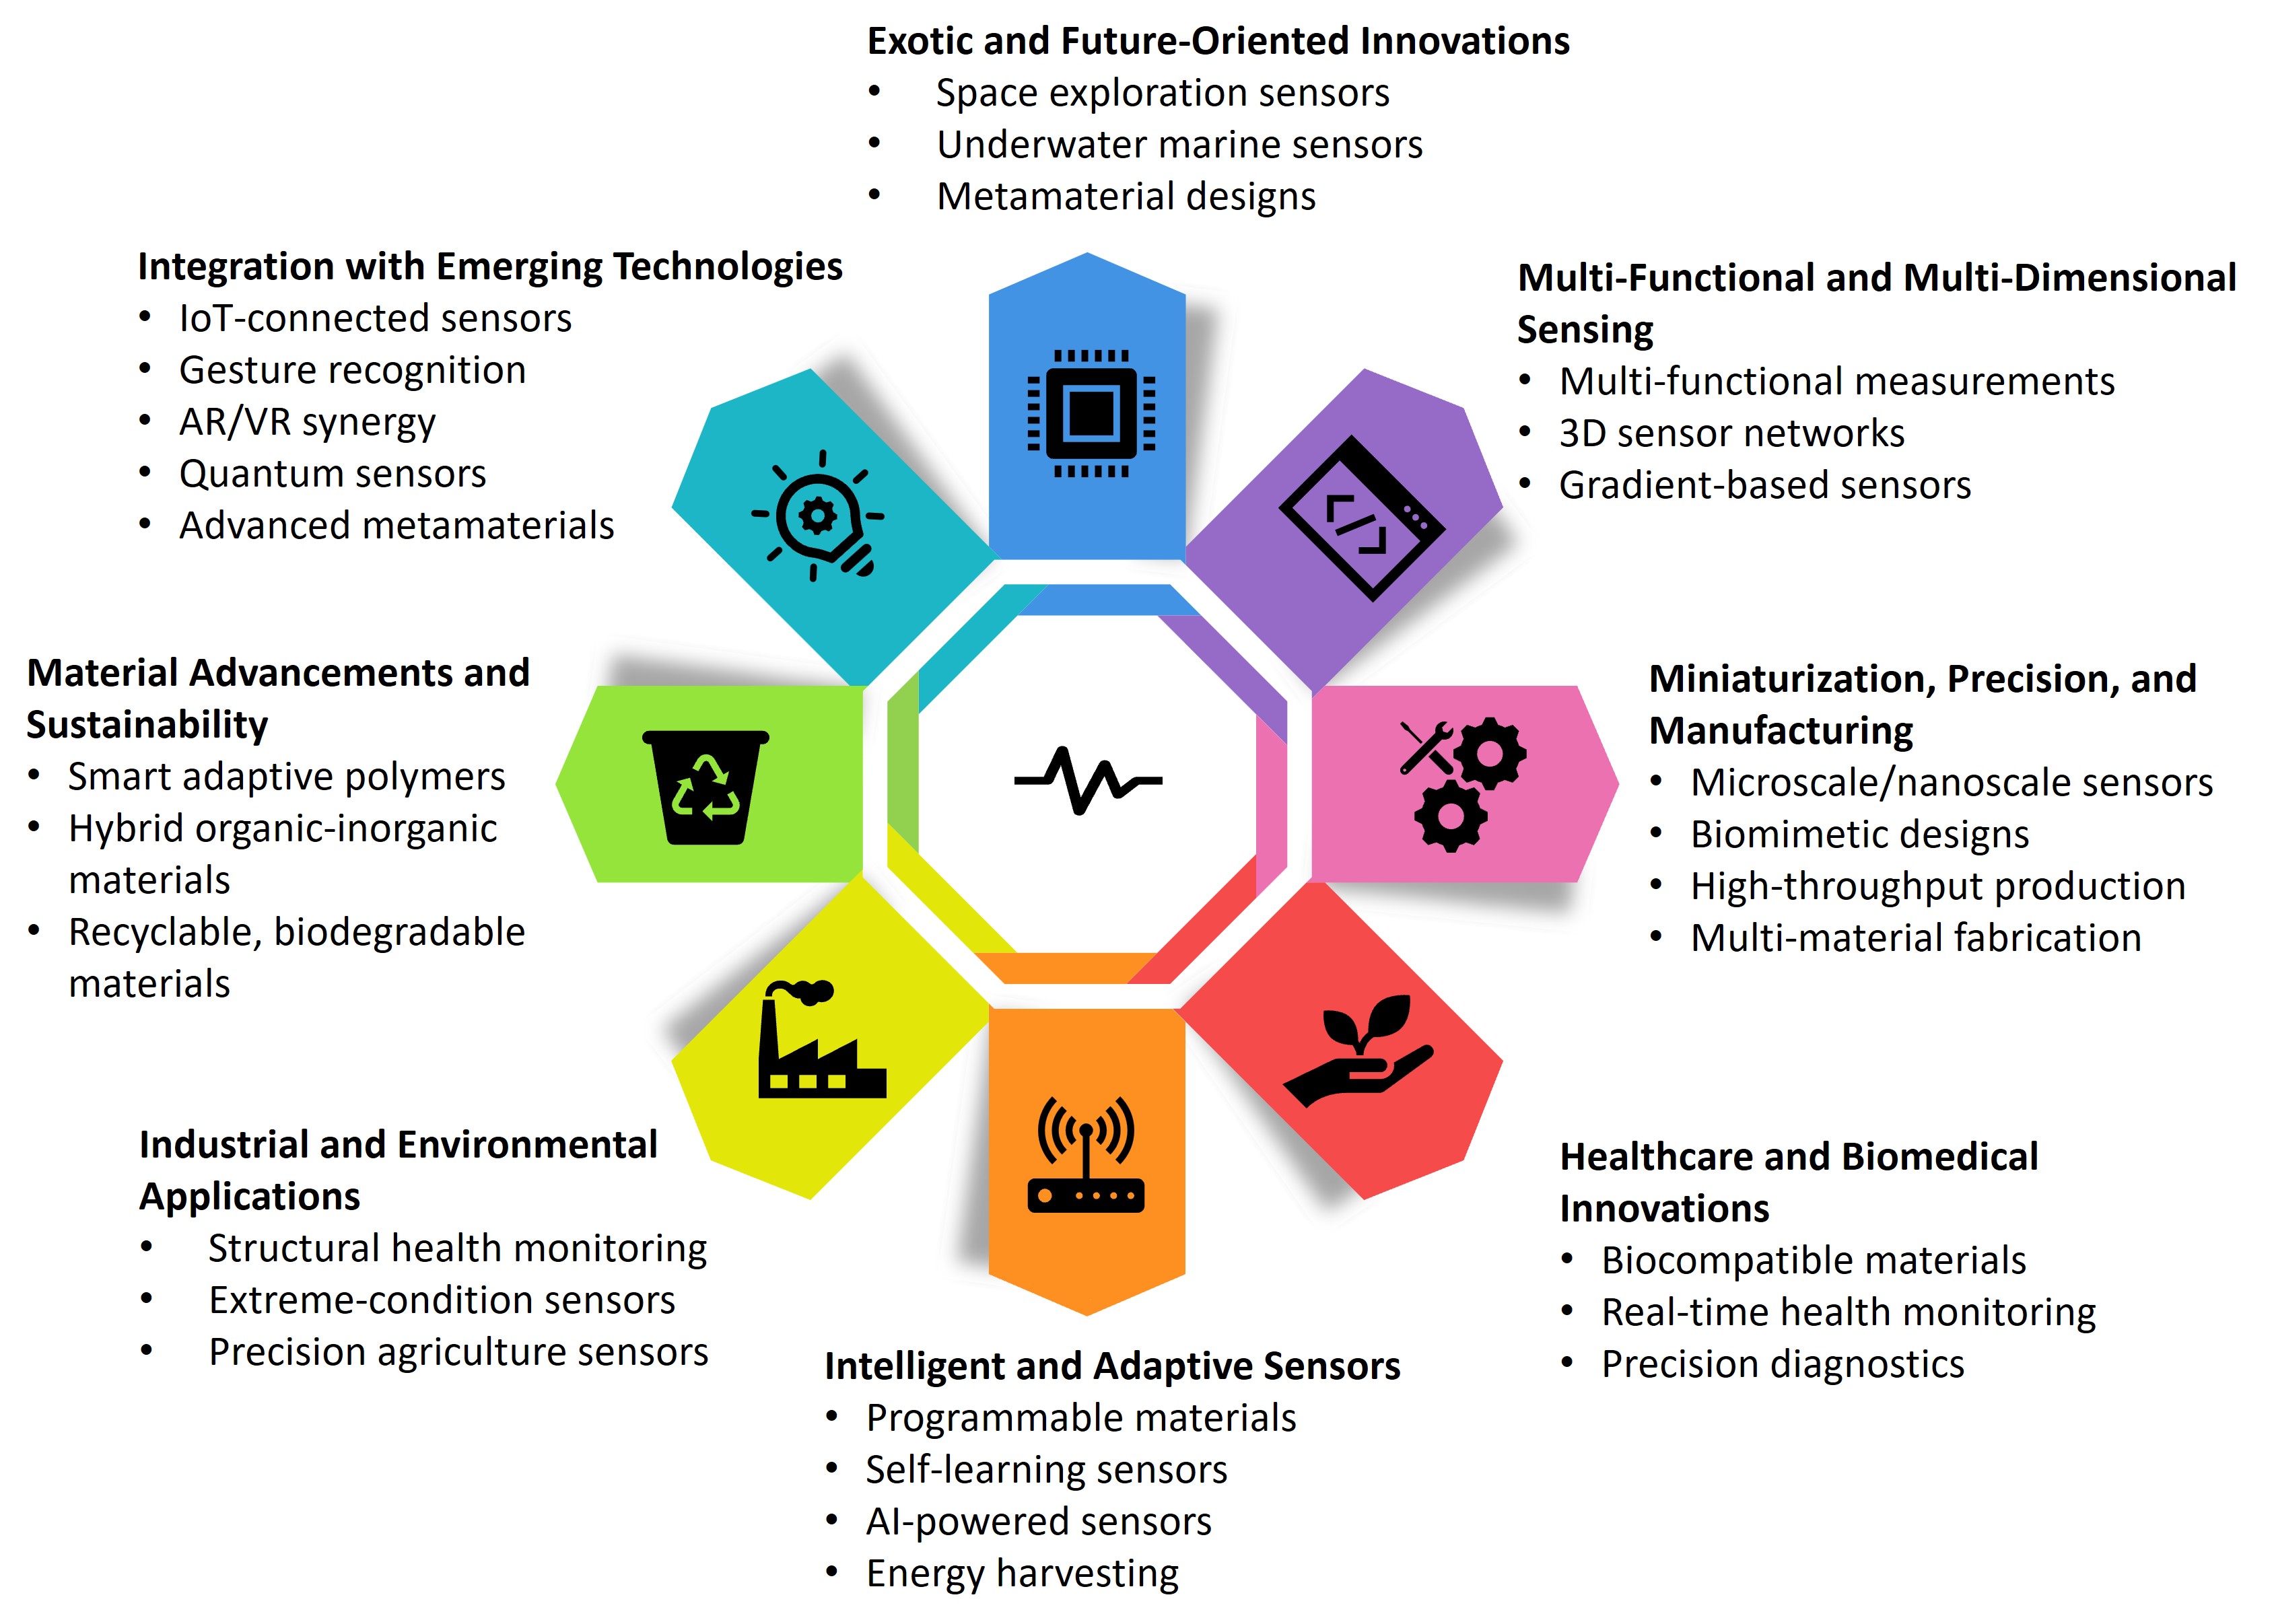 Exotic and Future-Oriented Innovations
• Space exploration sensors
• Underwater marine sensors
• Metamaterial designs
Integration with Emerging Technologies
• IoT-connected sensors
• Gesture recognition
• AR/VR synergy
• Quantum sensors
• Advanced metamaterials
Multi-Functional and Multi-Dimensional
Sensing
• Multi-functional measurements
• 3D sensor networks
• Gradient-based sensors
Material Advancements and
Sustainability
• Smart adaptive polymers
• Hybrid organic-inorganic
materials
• Recyclable, biodegradable
materials
Miniaturization, Precision, and
Manufacturing
• Microscale/nanoscale sensors
• Biomimetic designs
• High-throughput production
• Multi-material fabrication
Industrial and Environmental
Applications
• Structural health monitoring
• Extreme-condition sensors
• Precision agriculture sensors
Healthcare and Biomedical
Innovations
• Biocompatible materials
• Real-time health monitoring
• Precision diagnostics
Intelligent and Adaptive Sensors
• Programmable materials
• Self-learning sensors
• AI-powered sensors
• Energy harvesting